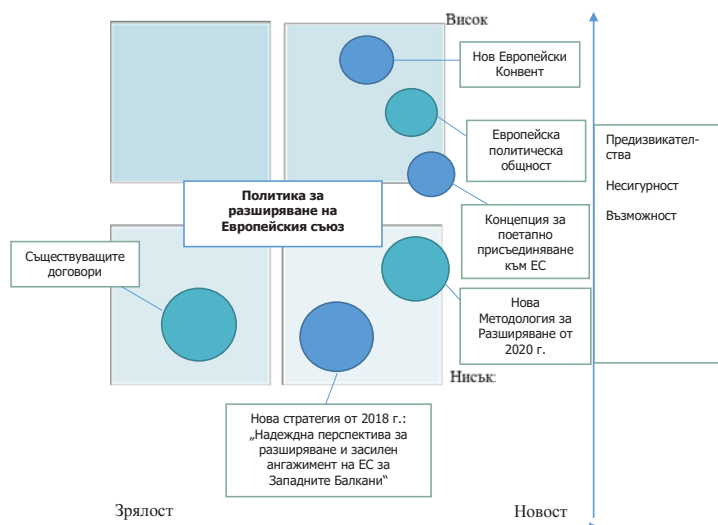 Висок
Нов Европейски
Конвент
Европейска
политическа
общност
Предизвикател-
ства
Несигурност
Възможност
Политика за
разширяване на
Европейския съюз
Концепция за
поетапно
присъединяване
към ЕС
Съществуващите
договори
Нова
Методология за
Разширяване от
2020 г.
Нисък
Нова стратегия от 2018 г.:
„Надеждна перспектива за
разширяване и засилен
ангажимент на ЕС за
Западните Балкани“
Зрялост
Новост